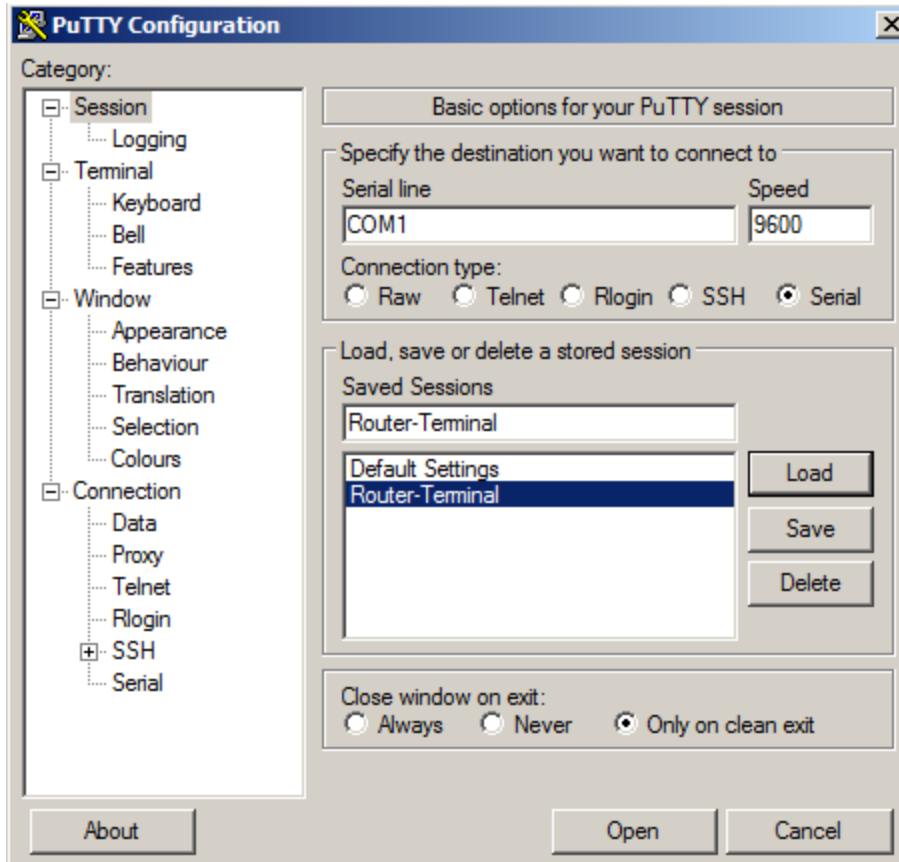 PuTTY Configuration
Category:
Session
Logging
Terminal
Keyboard
Bell
Features
Window
Appearance
Behaviour
Translation
Selection
Colours
Connection
Data
Proxy
Telnet
Rlogin
SSH
Serial
Basic options for your PuTTY session
Specify the destination you want to connect to
Serial line Speed
COM1 9600
Connection type:
Raw Telnet Rlogin SSH Serial
Load, save or delete a stored session
Saved Sessions
Router-Terminal
Default Settings
Router-Terminal
Load
Save
Delete
Close window on exit:
Always Never Only on clean exit
About Open Cancel